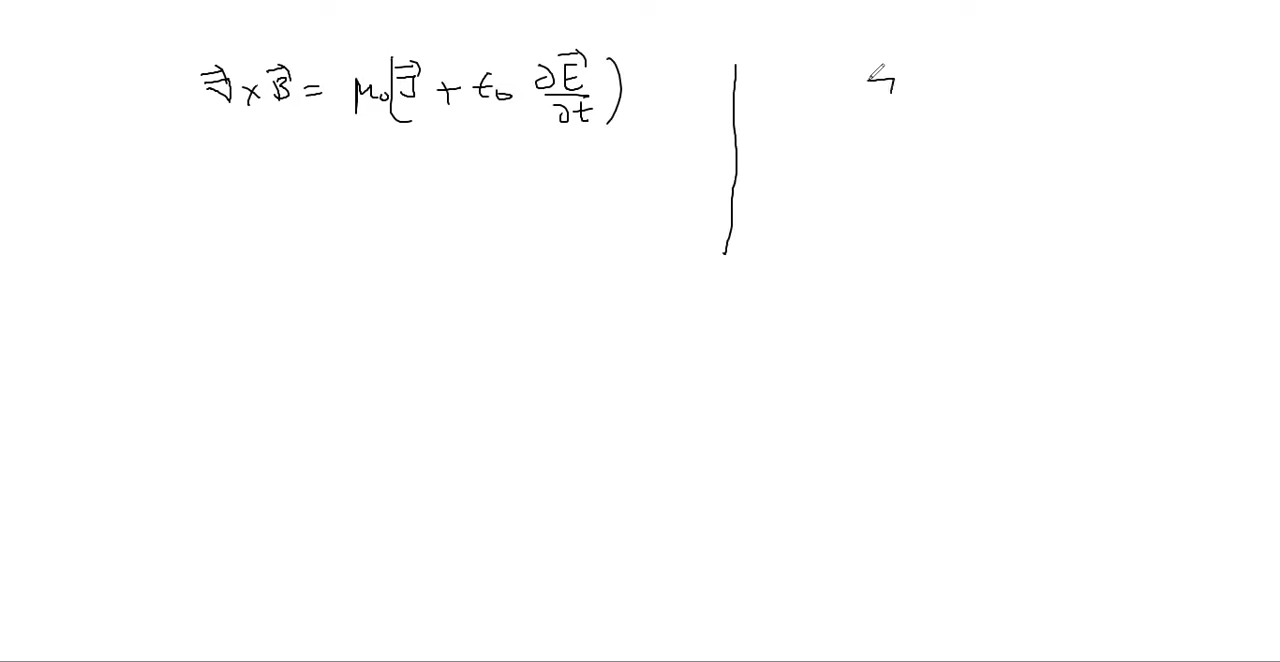 ∇⃗ × B⃗ = μ₀(J⃗ + ε₀ ∂E⃗/∂t)